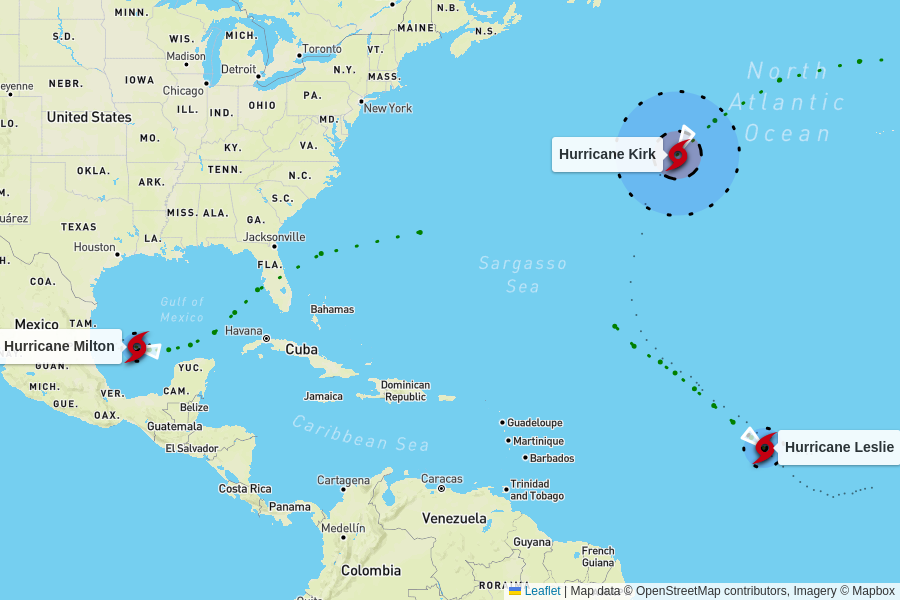 MINN.
N.B.
MAINE
N.S.
S.D.
WIS.
MICH.
Toronto
VT.
Madison
Detroit
N.Y.
MASS.
North
Atlantic
Ocean
eyenne
NEBR.
IOWA
Chicago
PA.
New York
ILL.
IND.
OHIO
LO.
United States
MD.
MO.
KY.
VA.
Hurricane Kirk
OKLA.
TENN.
N.C.
ARK.
S.C.
M.
MISS.
ALA.
GA.
uárez
TEXAS
LA.
Jacksonville
Houston
H.
FLA.
Sargasso
Sea
COA.
Gulf of
Mexico
Bahamas
Mexico
TAM.
Havana
Hurricane Milton
Cuba
GUAN.
YUC.
MICH.
VER.
CAM.
Dominican
Republic
GUE.
OAX.
Belize
Jamaica
Guatemala
Caribbean Sea
Guadeloupe
El Salvador
Martinique
Hurricane Leslie
Barbados
Costa Rica
Cartagena
Caracas
Trinidad
and Tobago
Panama
Medellín
Venezuela
Guyana
French
Guiana
Colombia
Leaflet | Map data © OpenStreetMap contributors, Imagery © Mapbox